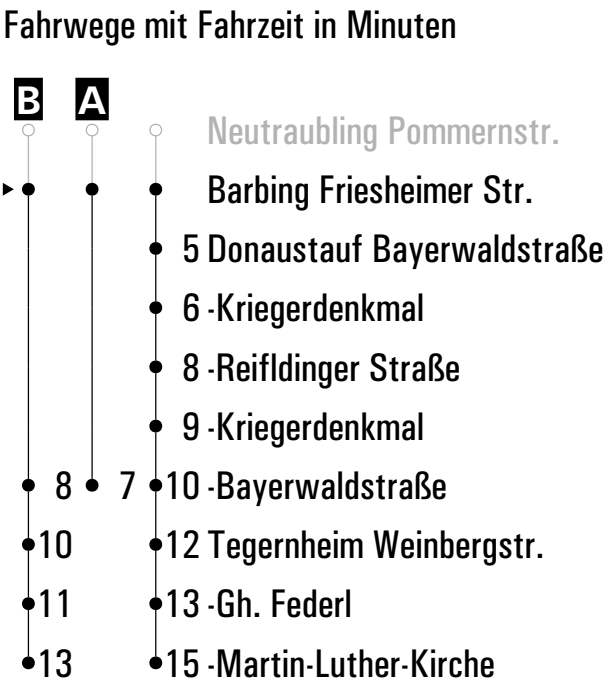 Fahrwege mit Fahrzeit in Minuten
B A
Neutraubling Pommernstr.
Barbing Friesheimer Str.
5 Donaustauf Bayerwaldstraße
6 -Kriegerdenkmal
8 -Reifldinger Straße
9 -Kriegerdenkmal
8 7 10 -Bayerwaldstraße
10 12 Tegernheim Weinbergstr.
11 13 -Gh. Federl
13 15 -Martin-Luther-Kirche